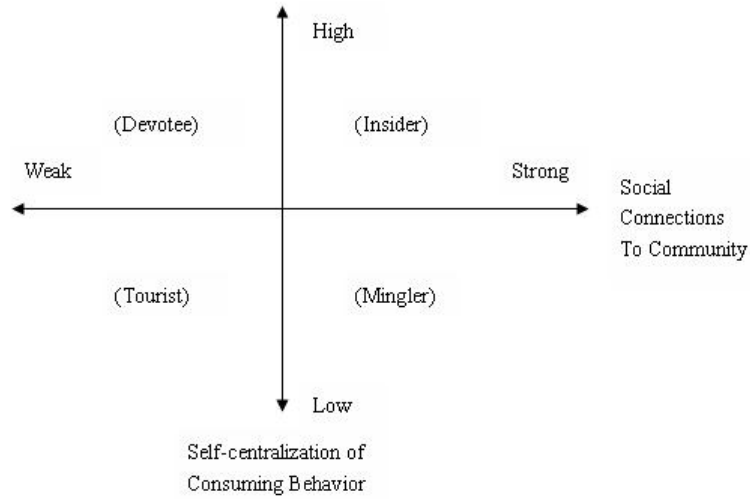 High
(Devotee)
(Insider)
Weak
Strong
Social
Connections
To Community
(Tourist)
(Mingler)
Low
Self-centralization of
Consuming Behavior